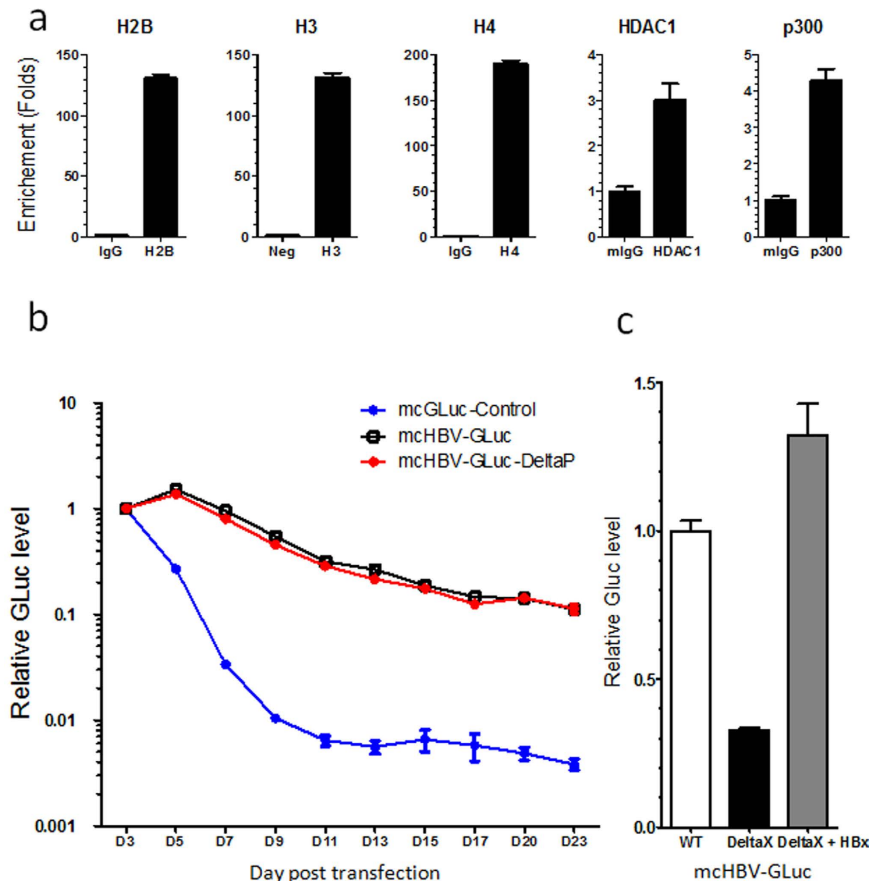 a
H2B
H3
H4
HDAC1
p300
Enrichement (Folds)
150
100
50
0
IgG H2B
150
100
50
0
Neg H3
200
150
100
50
0
IgG H4
4
3
2
1
0
mIgG HDAC1
5
4
3
2
1
0
mIgG p300
b
Relative GLuc level
10
1
0.1
0.01
0.001
mcGLuc-Control
mcHBV-GLuc
mcHBV-GLuc-DeltaP
D3 D5 D7 D9 D11 D13 D15 D17 D20 D23
Day post transfection
c
Relative Gluc level
1.5
1.0
0.5
0.0
WT DeltaX DeltaX + HBx
mcHBV-GLuc